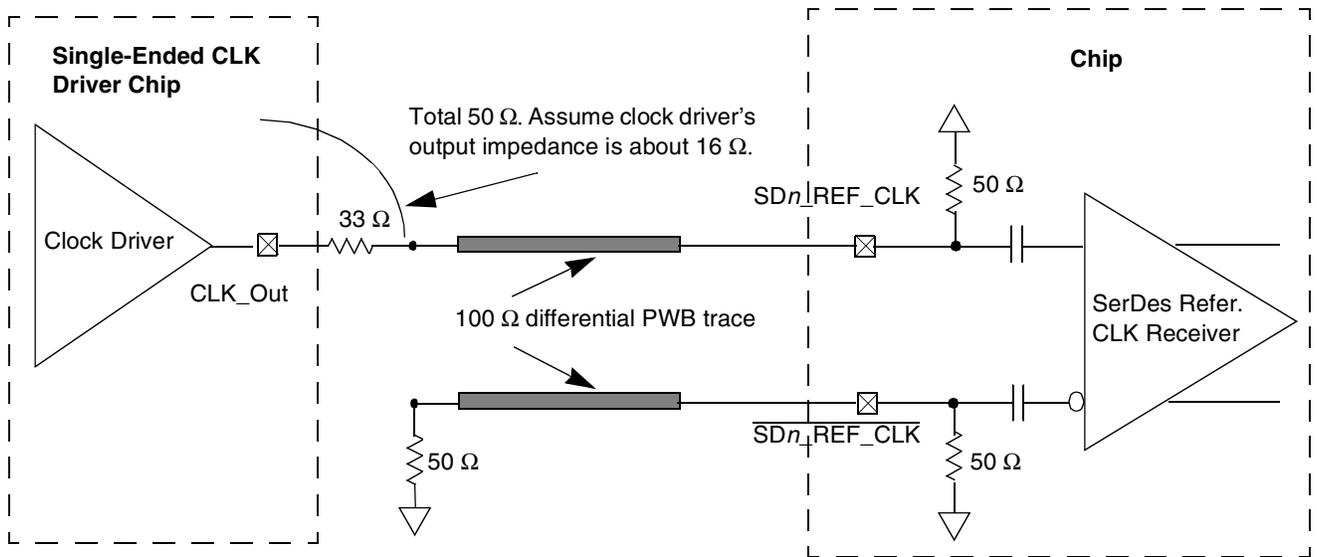 Single-Ended CLK
Driver Chip
Chip
Total 50 Ω. Assume clock driver's
output impedance is about 16 Ω.
SDn_REF_CLK
50 Ω
33 Ω
Clock Driver
CLK_Out
100 Ω differential PWB trace
SerDes Refer.
CLK Receiver
SDn_REF_CLK
50 Ω
50 Ω